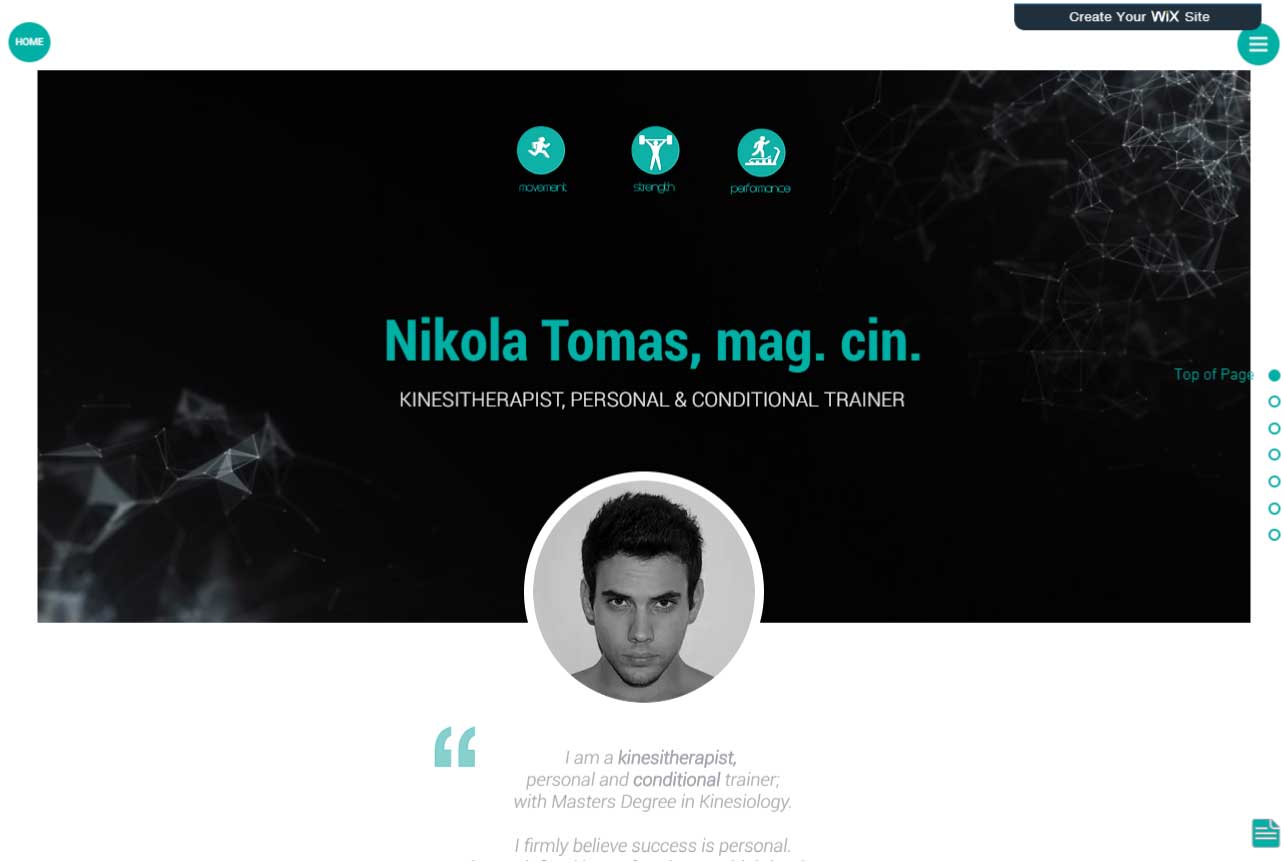 Create Your WiX Site
HOME
movement
strength
performance
Nikola Tomas, mag. cin.
KINESITHERAPIST, PERSONAL & CONDITIONAL TRAINER
Top of Page
“
I am a kinesitherapist,
personal and conditional trainer;
with Masters Degree in Kinesiology.
I firmly believe success is personal.